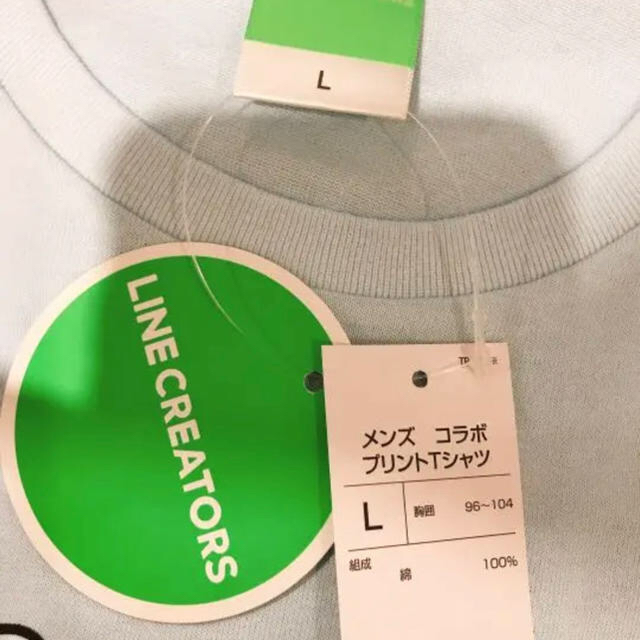 L
LINE CREATORS
メンズ コラボ
プリントTシャツ
L 胸囲 96〜104
組成 綿 100%